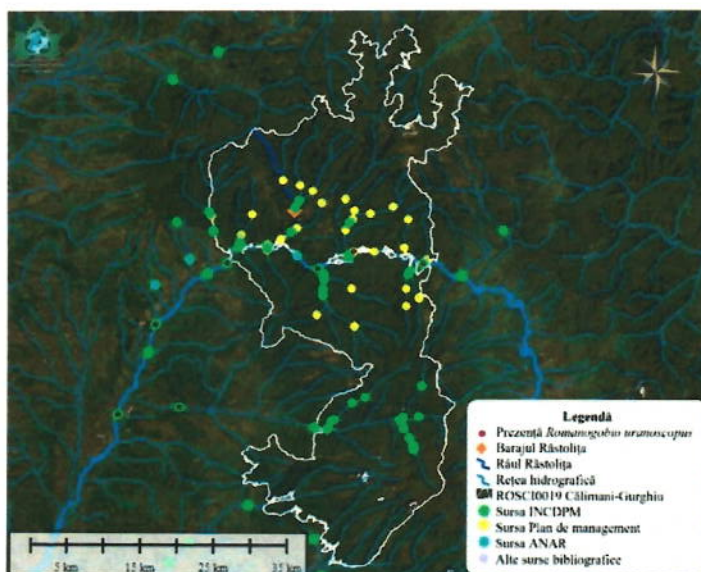 Legendă
Prezență Romanogobio uranoscopus
Barajul Răstolița
Râul Răstolița
Rețea hidrografică
ROSCI0019 Călimani-Gurghiu
Sursa INCDPM
Sursa Plan de management
Sursa ANAR
Alte surse bibliografice
5 km 15 km 25 km 35 km